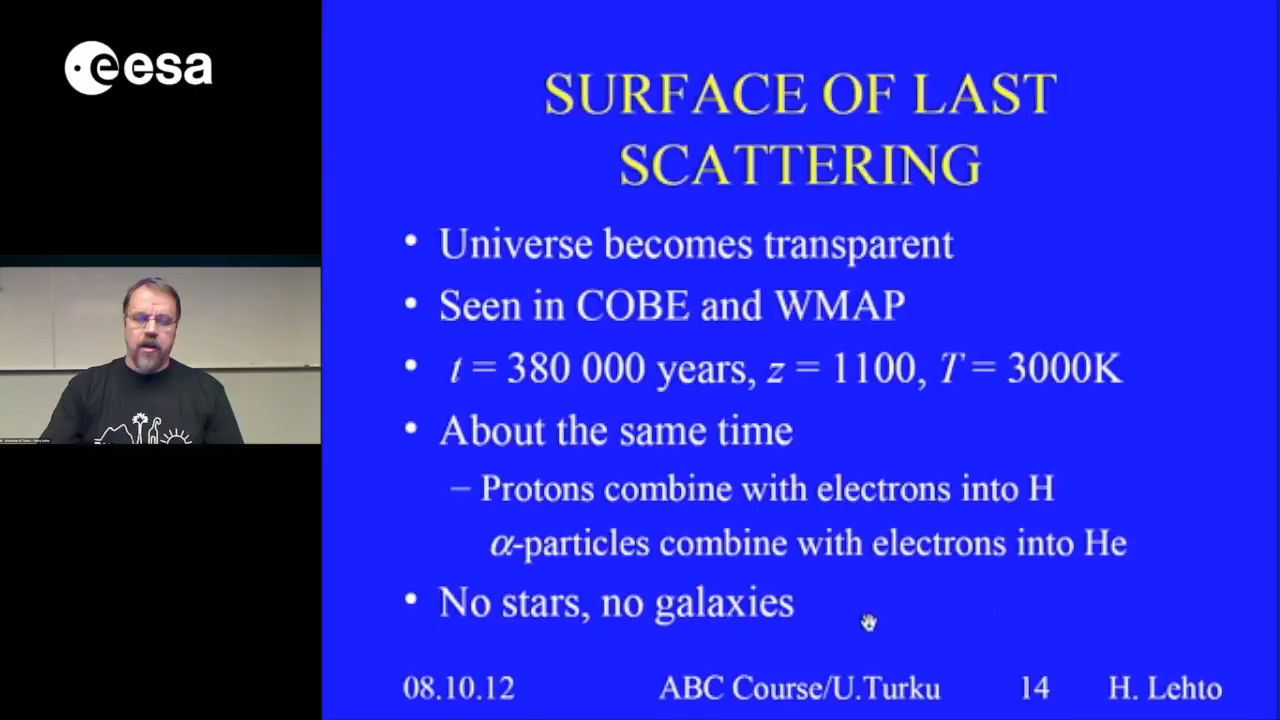 esa
SURFACE OF LAST
SCATTERING
• Universe becomes transparent
• Seen in COBE and WMAP
• t = 380 000 years, z = 1100, T = 3000K
• About the same time
– Protons combine with electrons into H
α-particles combine with electrons into He
• No stars, no galaxies
08.10.12 ABC Course/U.Turku 14 H. Lehto